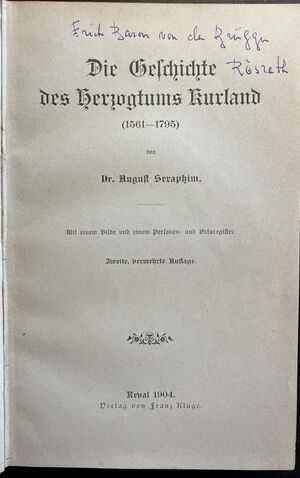 Erich Baron von der Brüggen
Rösrath
Die Geschichte
des Herzogtums Kurland
(1561—1795)
von
Dr. August Seraphim.
Mit einem Bilde und einem Personen- und Ortsregister.
Zweite, vermehrte Auflage.
Reval 1904.
Verlag von Franz Kluge.